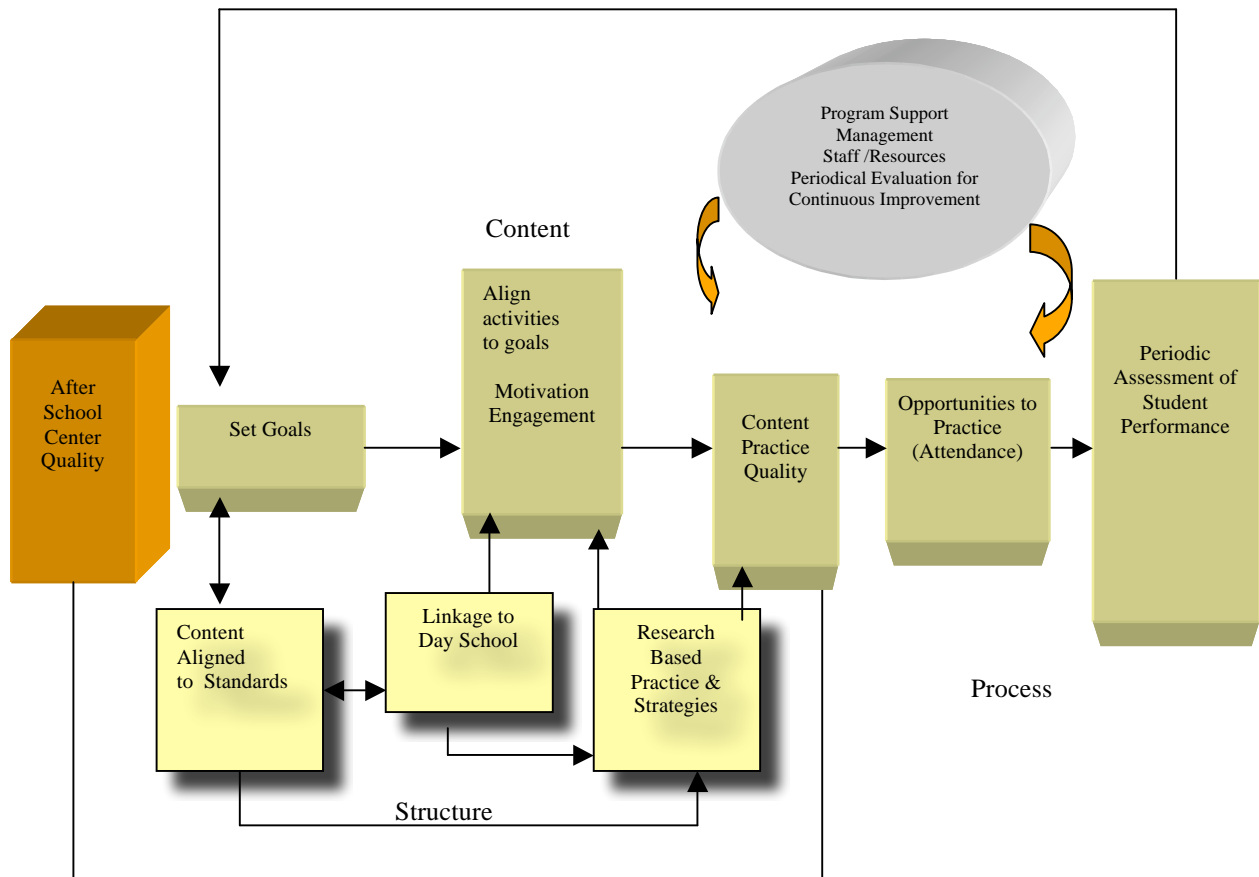 Program Support
Management
Staff /Resources
Periodical Evaluation for
Continuous Improvement
Content
After
School
Center
Quality
Set Goals
Align
activities
to goals
Motivation
Engagement
Content
Practice
Quality
Opportunities to
Practice
(Attendance)
Periodic
Assessment of
Student
Performance
Content
Aligned
to Standards
Linkage to
Day School
Research
Based
Practice &
Strategies
Process
Structure